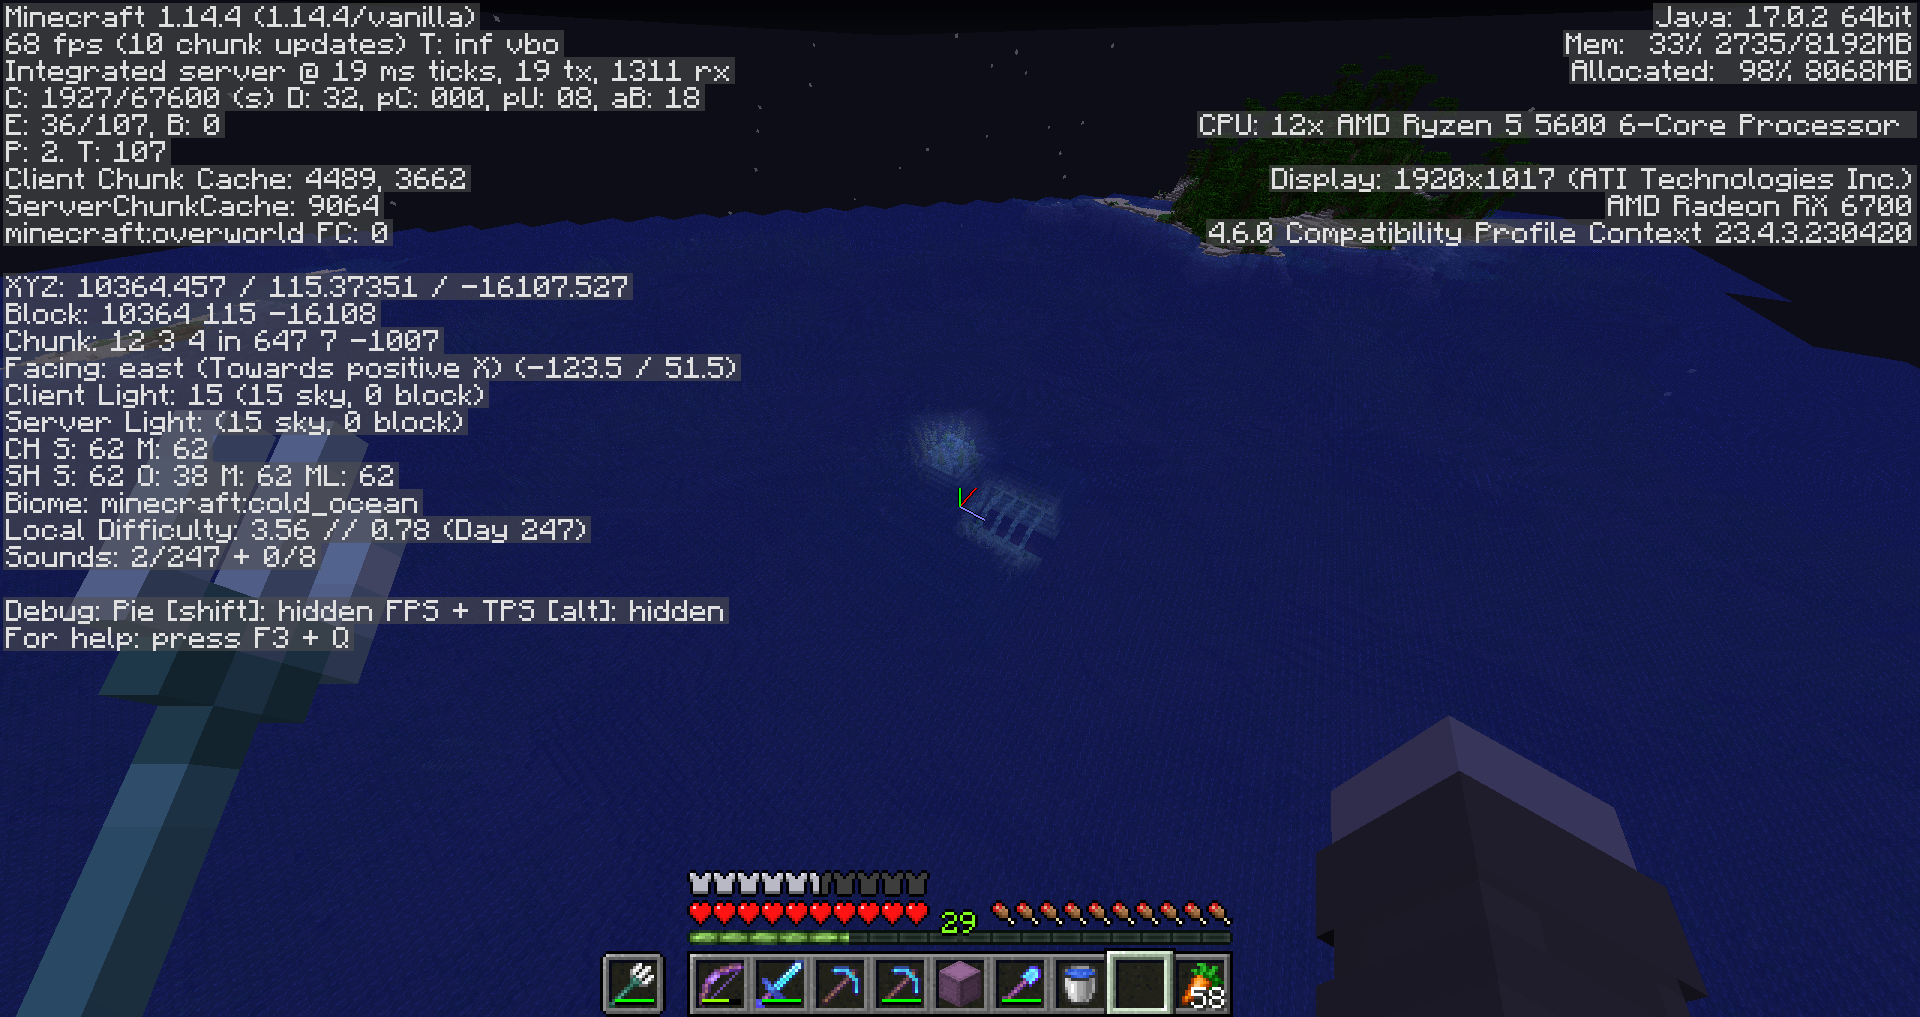 Minecraft 1.14.4 (1.14.4/vanilla)
68 fps (10 chunk updates) T: inf vbo
Integrated server @ 19 ms ticks, 19 tx, 1311 rx
C: 1927/67600 (s) D: 32, pC: 000, pU: 08, aB: 18
E: 36/107, B: 0
P: 2. T: 107
Client Chunk Cache: 4489, 3662
ServerChunkCache: 9064
minecraft:overworld FC: 0
XYZ: 10364.457 / 115.37351 / -16107.527
Block: 10364 115 -16108
Chunk: 12 3 4 in 647 7 -1007
Facing: east (Towards positive X) (-123.5 / 51.5)
Client Light: 15 (15 sky, 0 block)
Server Light: (15 sky, 0 block)
CH S: 62 M: 62
SH S: 62 O: 38 M: 62 ML: 62
Biome: minecraft:cold_ocean
Local Difficulty: 3.56 // 0.78 (Day 247)
Sounds: 2/247 + 0/8
Debug: Pie [shift]: hidden FPS + TPS [alt]: hidden
For help: press F3 + Q
Java: 17.0.2 64bit
Mem: 33% 2735/8192MB
Allocated: 98% 8068MB
CPU: 12x AMD Ryzen 5 5600 6-Core Processor
Display: 1920x1017 (ATI Technologies Inc.)
AMD Radeon RX 6700
4.6.0 Compatibility Profile Context 23.4.3.230420
29
58